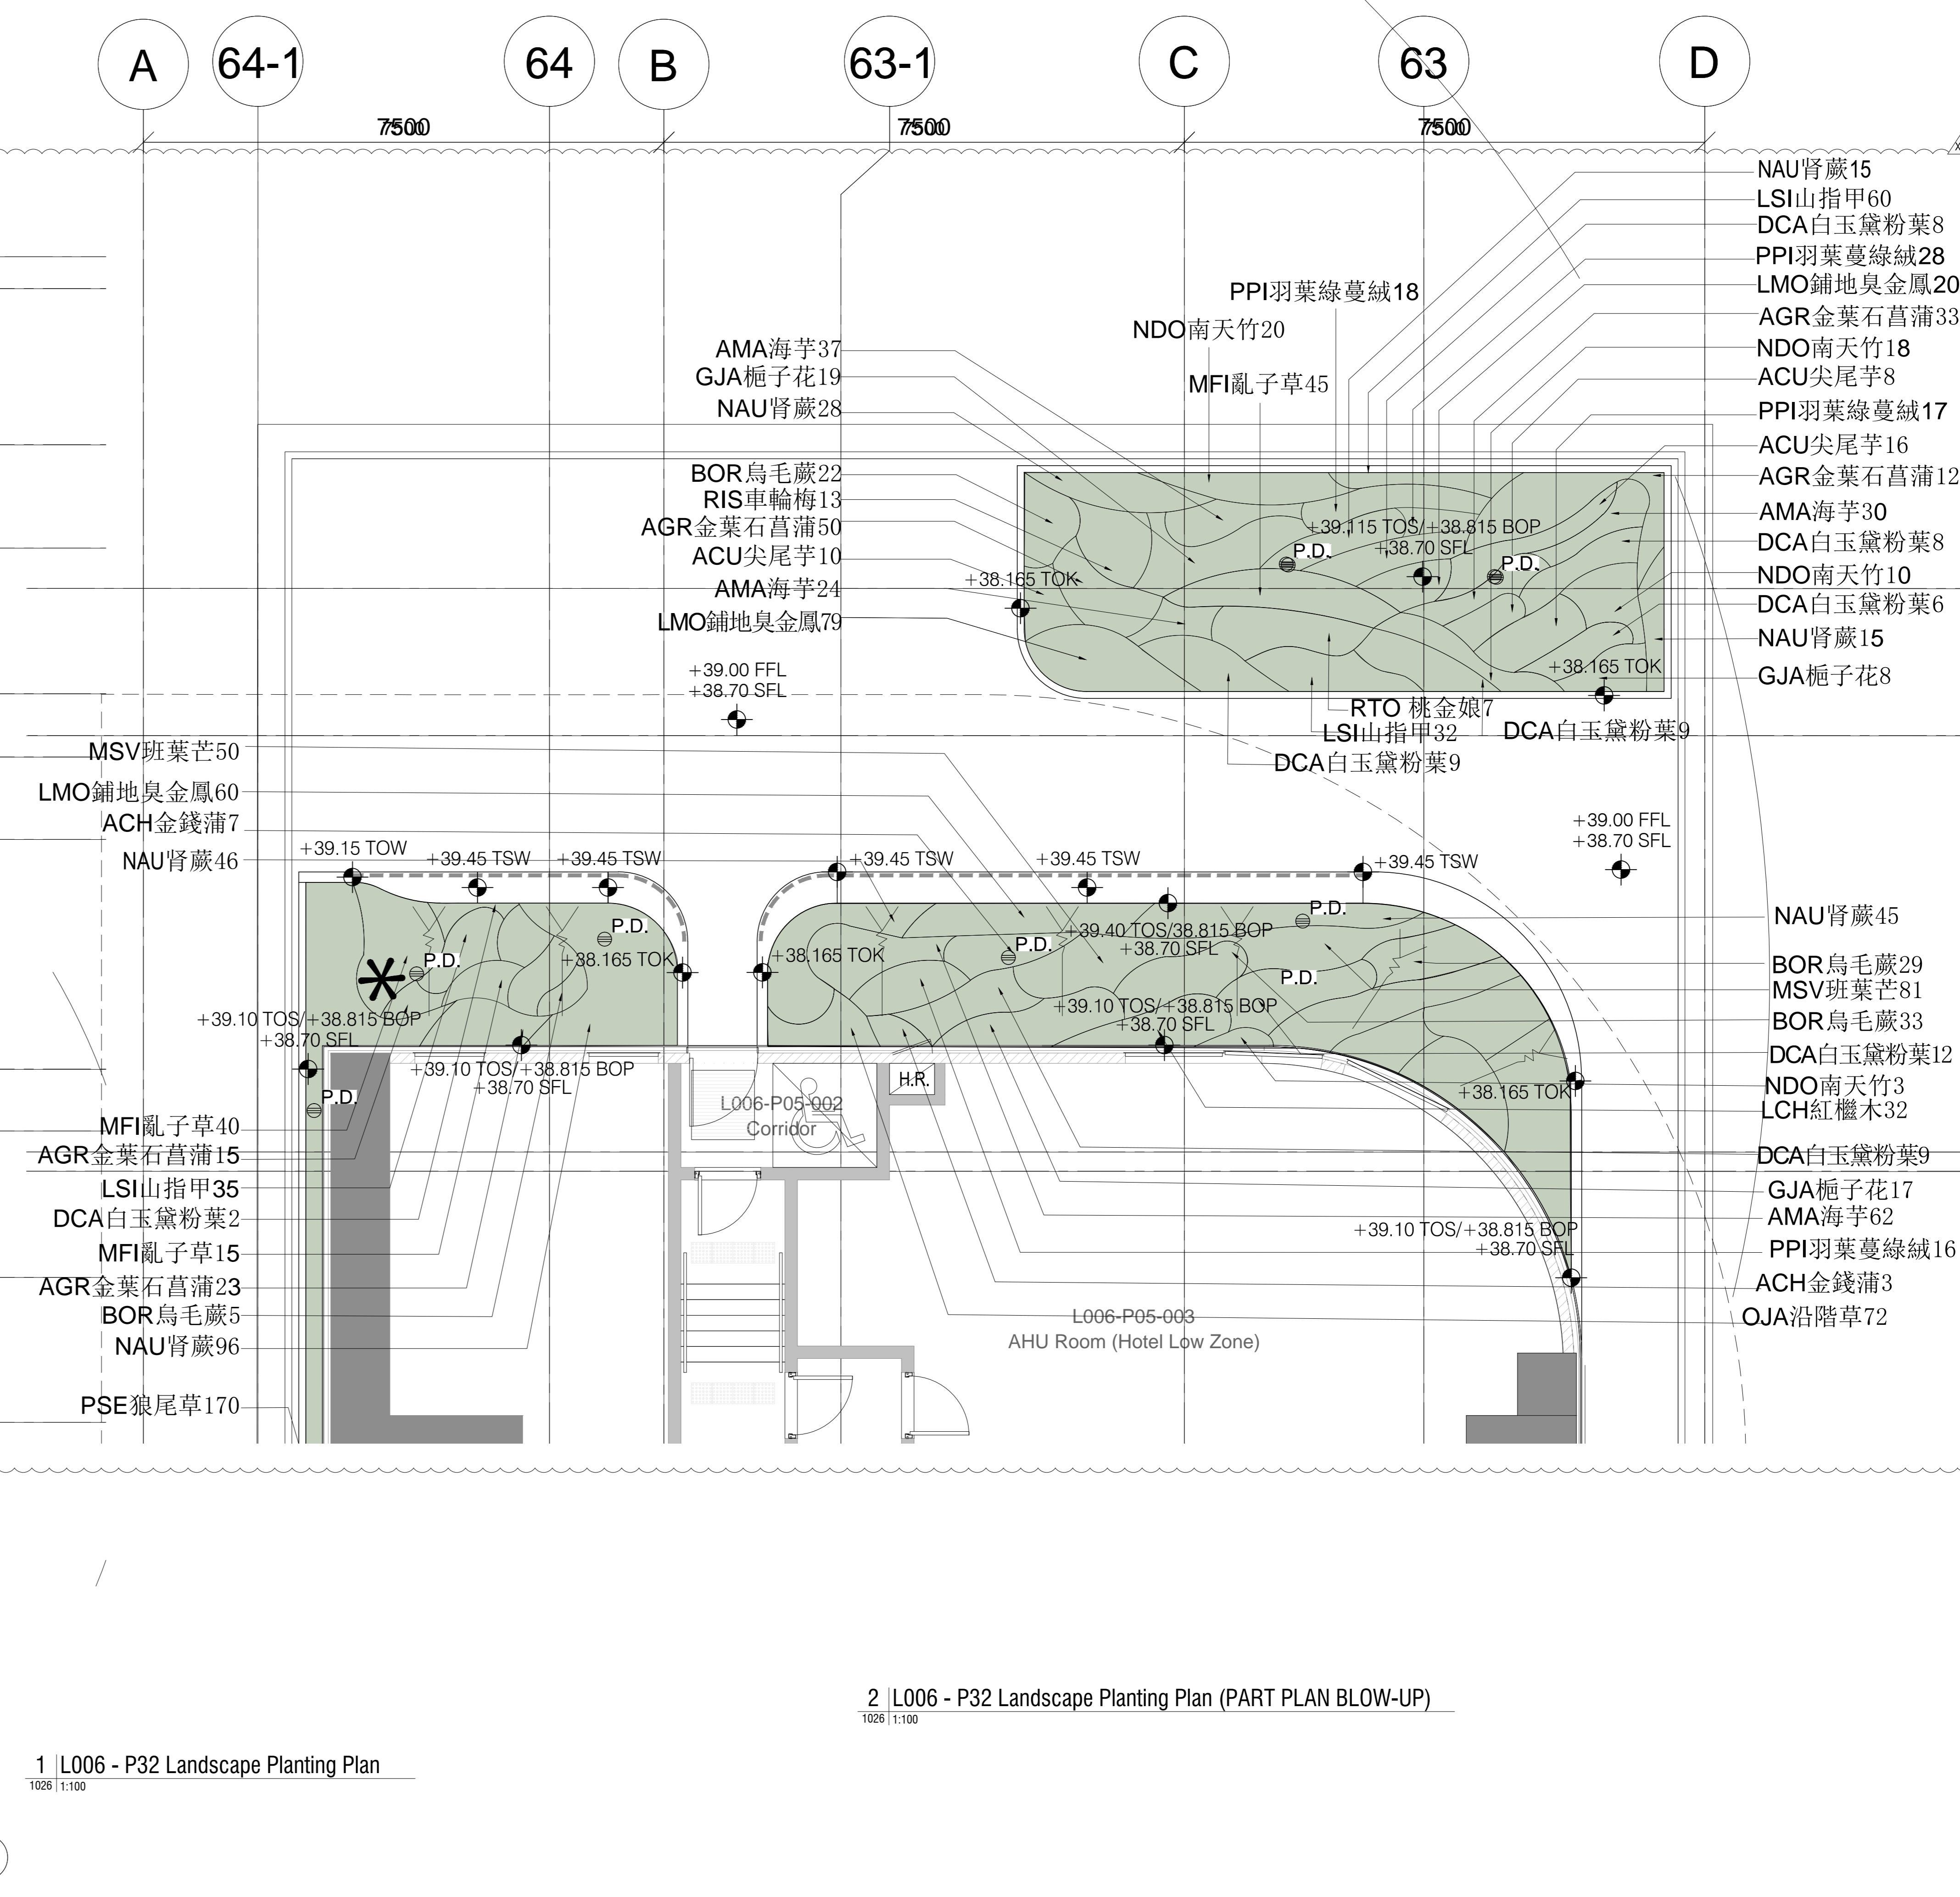 A
64-1
64
B
63-1
C
63
D
7500
7500
7500
NAU肾蕨15
LSI山指甲60
DCA白玉黛粉葉8
PPI羽葉蔓綠絨28
LMO鋪地臭金鳳20
AGR金葉石菖蒲33
NDO南天竹18
ACU尖尾芋8
PPI羽葉綠蔓絨17
ACU尖尾芋16
AGR金葉石菖蒲12
AMA海芋30
DCA白玉黛粉葉8
NDO南天竹10
DCA白玉黛粉葉6
NAU肾蕨15
GJA梔子花8
PPI羽葉綠蔓絨18
NDO南天竹20
MFI亂子草45
AMA海芋37
GJA梔子花19
NAU肾蕨28
BOR烏毛蕨22
RIS車輪梅13
AGR金葉石菖蒲50
ACU尖尾芋10
AMA海芋24
LMO鋪地臭金鳳79
+39.115 TOS/+38.815 BOP
+38.70 SFL
P.D.
P.D.
+38.165 TOK
+38.165 TOK
RTO 桃金娘7
LSI山指甲32
DCA白玉黛粉葉9
DCA白玉黛粉葉9
+39.00 FFL
+38.70 SFL
+39.00 FFL
+38.70 SFL
MSV班葉芒50
LMO鋪地臭金鳳60
ACH金錢蒲7
NAU肾蕨46
+39.15 TOW
+39.45 TSW
+39.45 TSW
+39.45 TSW
+39.45 TSW
+39.45 TSW
P.D.
P.D.
P.D.
P.D.
P.D.
P.D.
+38.165 TOK
+38.165 TOK
+39.40 TOS/38.815 BOP
+38.70 SFL
+39.10 TOS/+38.815 BOP
+38.70 SFL
+39.10 TOS/+38.815 BOP
+38.70 SFL
+39.10 TOS/+38.815 BOP
+38.70 SFL
+38.165 TOK
+39.10 TOS/+38.815 BOP
+38.70 SFL
NAU肾蕨45
BOR烏毛蕨29
MSV班葉芒81
BOR烏毛蕨33
DCA白玉黛粉葉12
NDO南天竹3
LCH紅檵木32
DCA白玉黛粉葉9
GJA梔子花17
AMA海芋62
PPI羽葉蔓綠絨16
ACH金錢蒲3
OJA沿階草72
MFI亂子草40
AGR金葉石菖蒲15
LSI山指甲35
DCA白玉黛粉葉2
MFI亂子草15
AGR金葉石菖蒲23
BOR烏毛蕨5
NAU肾蕨96
PSE狼尾草170
H.R.
L006-P05-002
Corridor
L006-P05-003
AHU Room (Hotel Low Zone)
2 L006 - P32 Landscape Planting Plan (PART PLAN BLOW-UP)
1026 1:100
1 L006 - P32 Landscape Planting Plan
1026 1:100